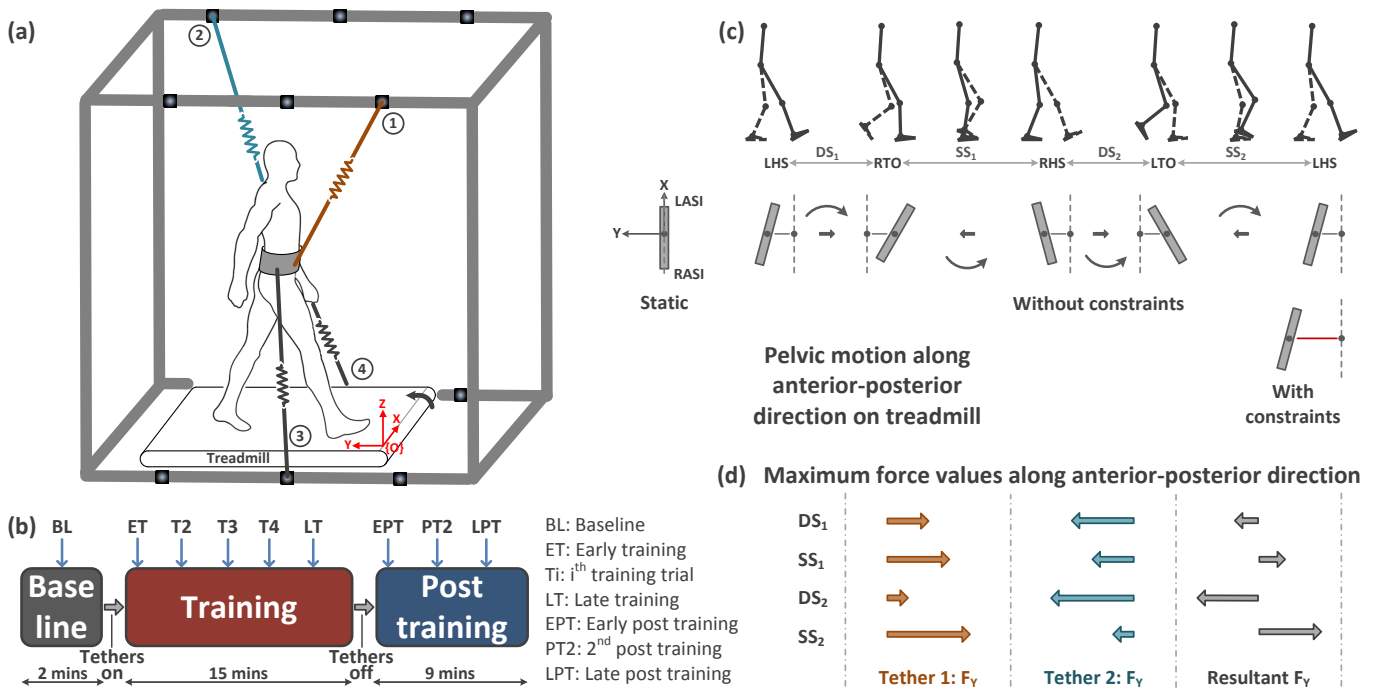 (a)
②
①
④
③
Z
X
Y
{O}
Treadmill
(b)
BL
ET
T2
T3
T4
LT
EPT
PT2
LPT
Base
line
Training
Post
training
Tethers
on
Tethers
off
2 mins
15 mins
9 mins
BL: Baseline
ET: Early training
Ti: iᵗʰ training trial
LT: Late training
EPT: Early post training
PT2: 2ⁿᵈ post training
LPT: Late post training
(c)
LHS
DS₁
RTO
SS₁
RHS
DS₂
LTO
SS₂
LHS
X
LASI
Y
RASI
Static
Without constraints
Pelvic motion along
anterior-posterior
direction on treadmill
With
constraints
(d)
Maximum force values along anterior-posterior direction
DS₁
SS₁
DS₂
SS₂
Tether 1: Fᵧ
Tether 2: Fᵧ
Resultant Fᵧ